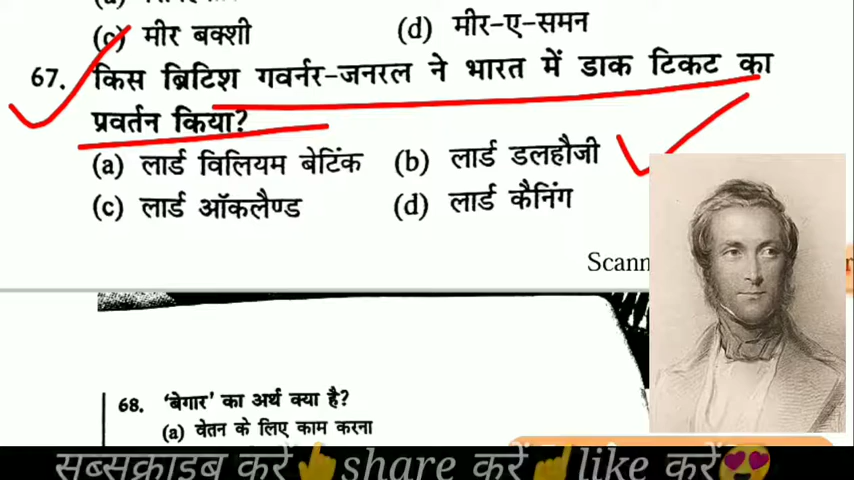 (c) मीर बक्शी (d) मीर-ए-समन
67. किस ब्रिटिश गवर्नर-जनरल ने भारत में डाक टिकट का
प्रवर्तन किया?
(a) लार्ड विलियम बेटिंक (b) लार्ड डलहौजी
(c) लार्ड ऑकलैण्ड (d) लार्ड कैनिंग
Scann
68. 'बेगार' का अर्थ क्या है?
(a) वेतन के लिए काम करना
सब्सक्राइब करें👆share करें👆like करें😍